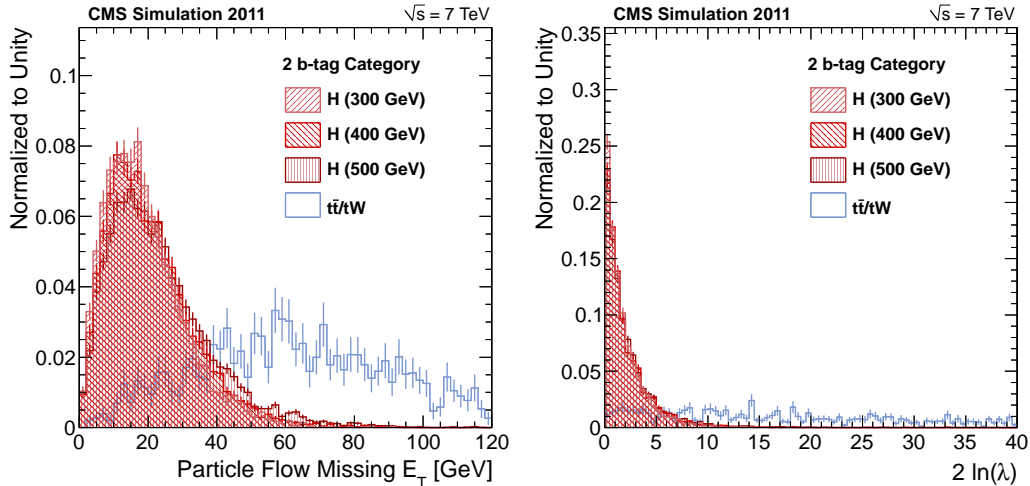 CMS Simulation 2011 √s = 7 TeV
Normalized to Unity
0.1
0.08
0.06
0.04
0.02
0
2 b-tag Category
H (300 GeV)
H (400 GeV)
H (500 GeV)
tt̄/tW
0 20 40 60 80 100 120
Particle Flow Missing E_T [GeV]
CMS Simulation 2011 √s = 7 TeV
Normalized to Unity
0.35
0.3
0.25
0.2
0.15
0.1
0.05
0
2 b-tag Category
H (300 GeV)
H (400 GeV)
H (500 GeV)
tt̄/tW
0 5 10 15 20 25 30 35 40
2 ln(λ)